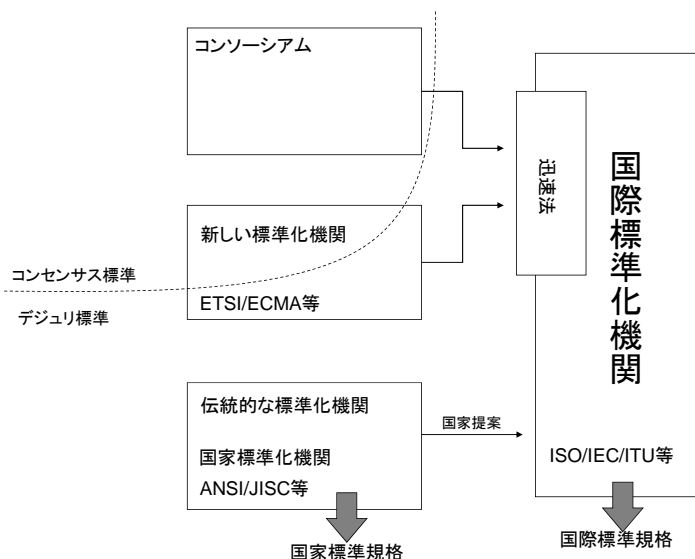 コンソーシアム
新しい標準化機関
ETSI/ECMA等
コンセンサス標準
デジュリ標準
伝統的な標準化機関
国家標準化機関
ANSI/JISC等
国家標準規格
国家提案
迅速法
国際標準化機関
ISO/IEC/ITU等
国際標準規格